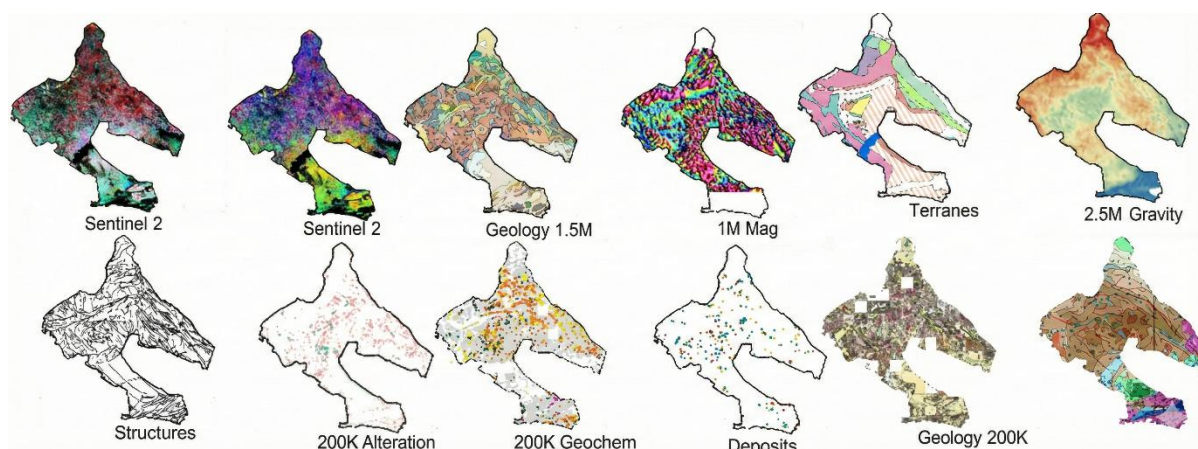 Sentinel 2
Sentinel 2
Geology 1.5M
1M Mag
Terranes
2.5M Gravity
Structures
200K Alteration
200K Geochem
Deposits
Geology 200K